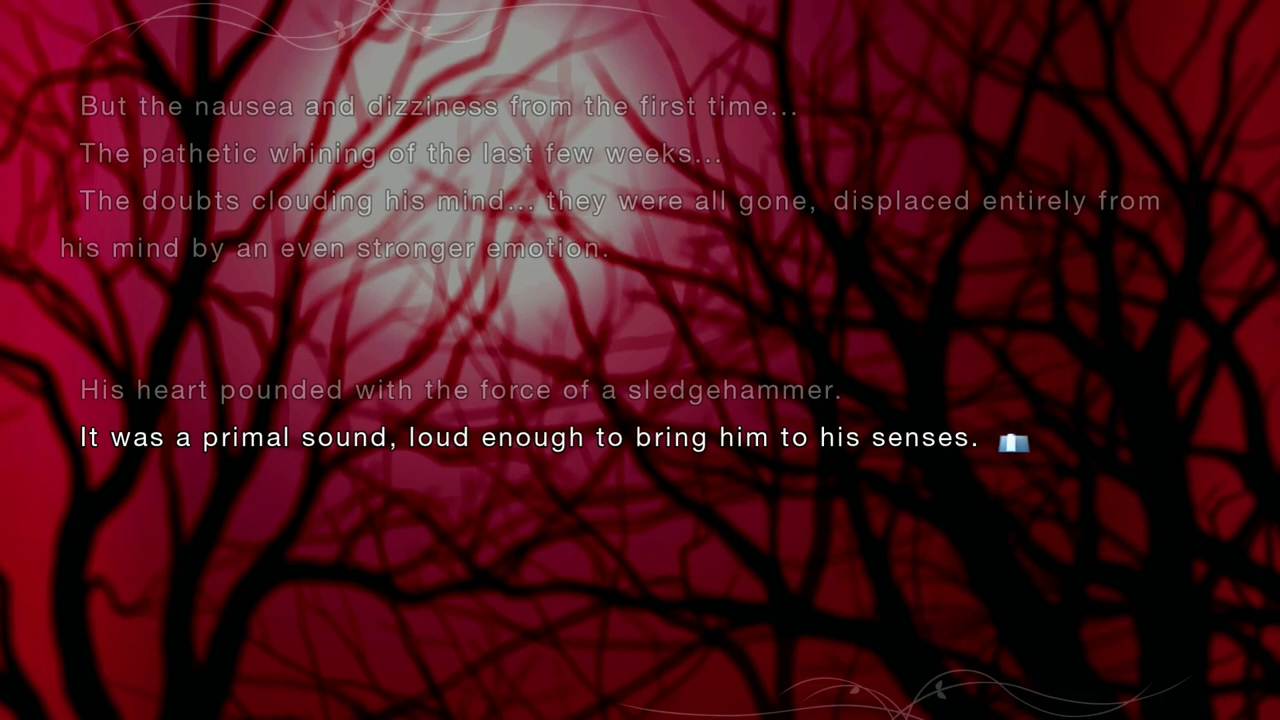 But the nausea and dizziness from the first time...
The pathetic whining of the last few weeks...
The doubts clouding his mind... they were all gone, displaced entirely from
his mind by an even stronger emotion.
His heart pounded with the force of a sledgehammer.
It was a primal sound, loud enough to bring him to his senses.